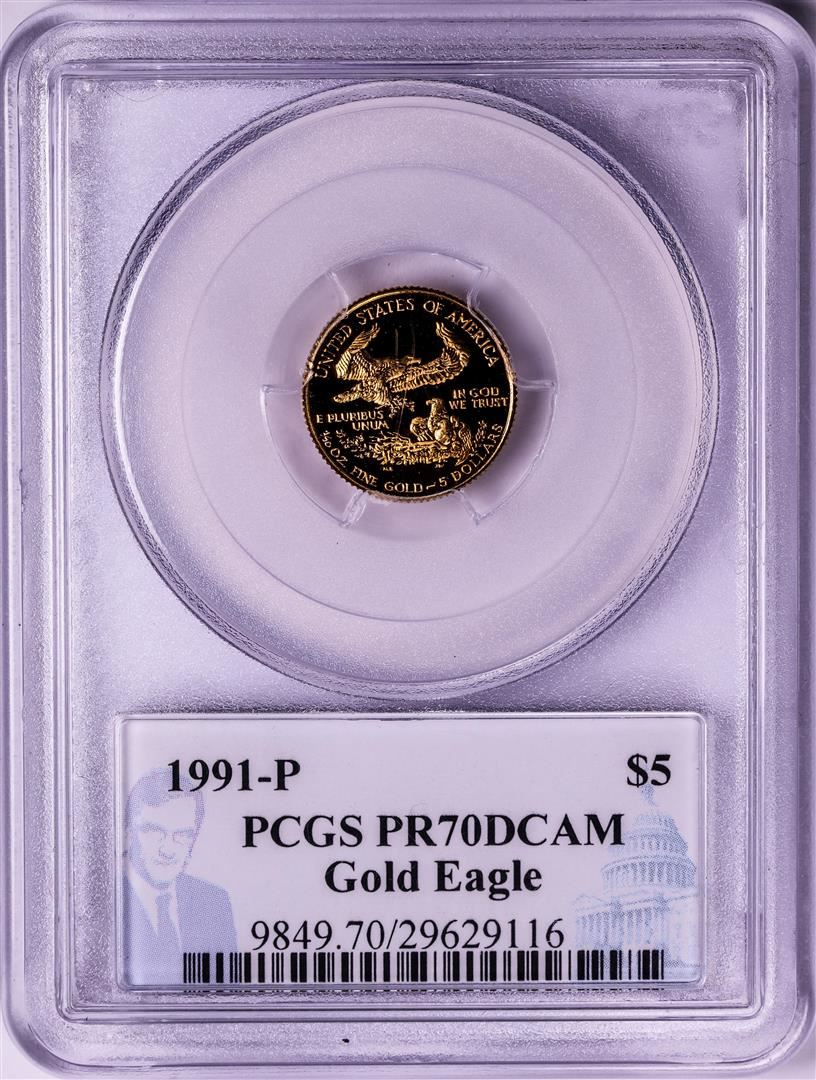 UNITED STATES OF AMERICA
E PLURIBUS
UNUM
IN GOD
WE TRUST
1/10 OZ. FINE GOLD~5 DOLLARS
1991-P $5
PCGS PR70DCAM
Gold Eagle
9849.70/29629116